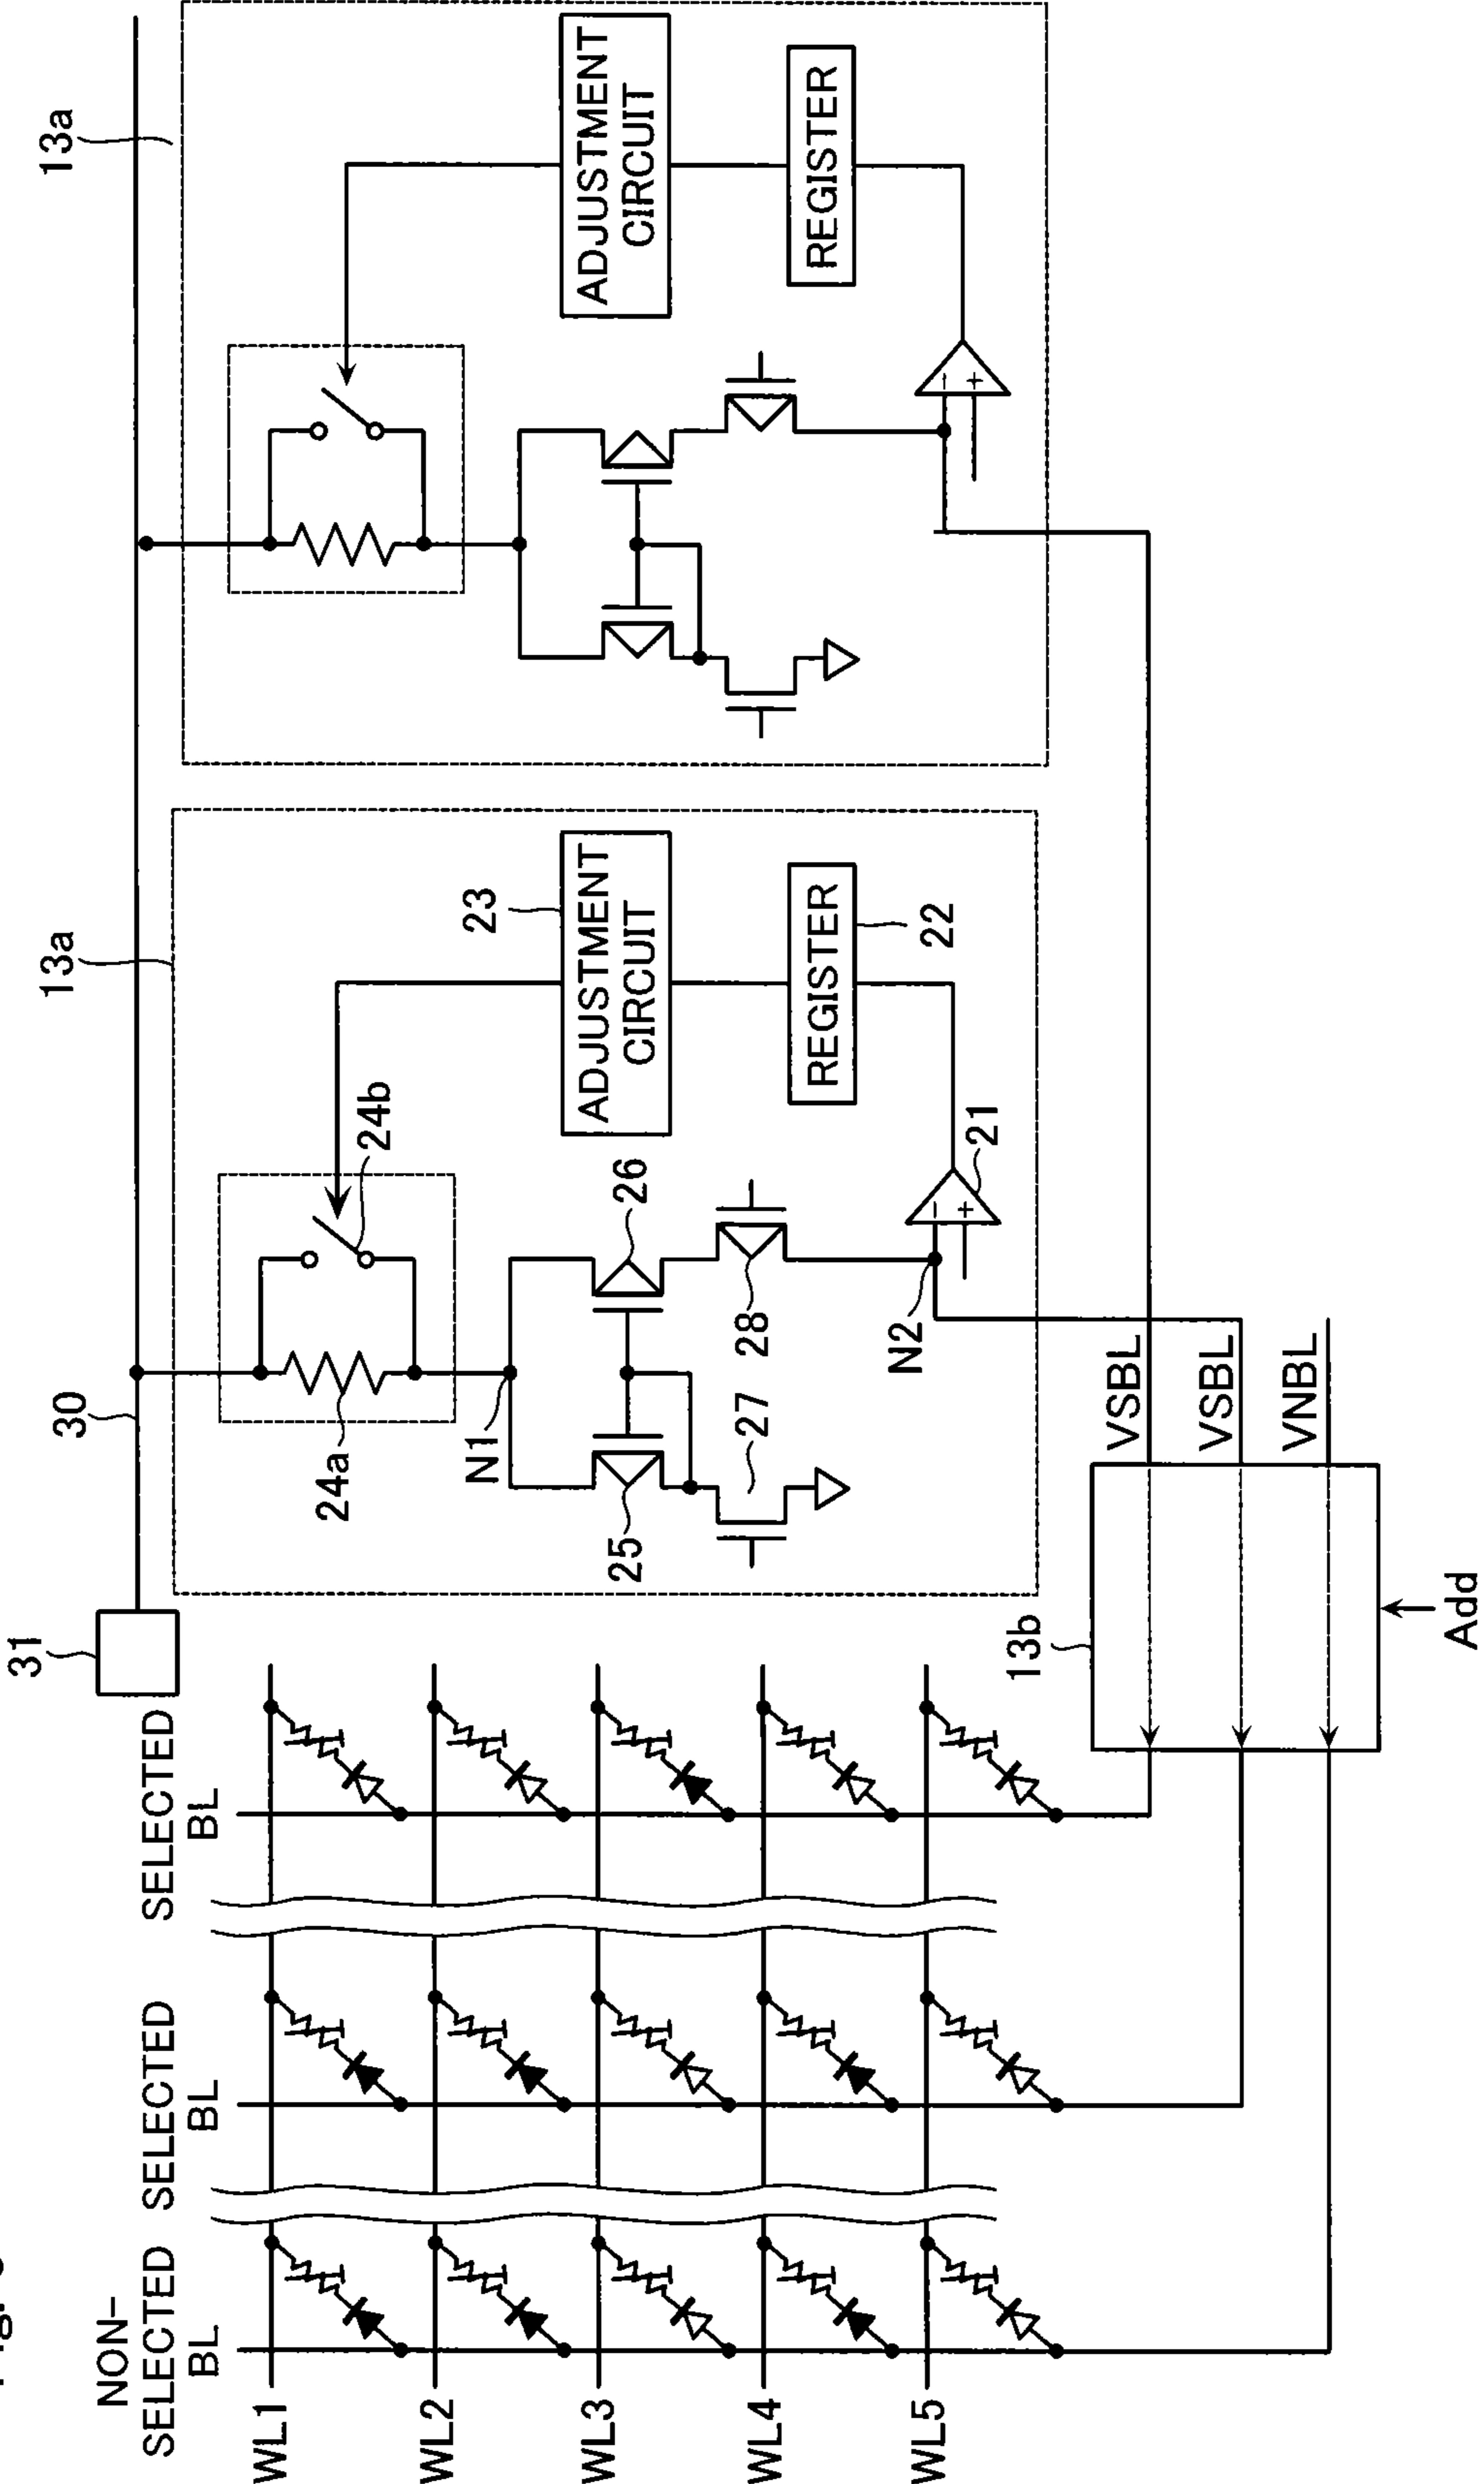 NON-
SELECTED
BL
SELECTED
BL
SELECTED
BL
31
30
13a
13a
WL1
WL2
WL3
WL4
WL5
24a
24b
N1
25
26
27
28
N2
21
23
ADJUSTMENT
CIRCUIT
REGISTER
22
ADJUSTMENT
CIRCUIT
REGISTER
−
+
−
+
13b
VSBL
VSBL
VNBL
Add